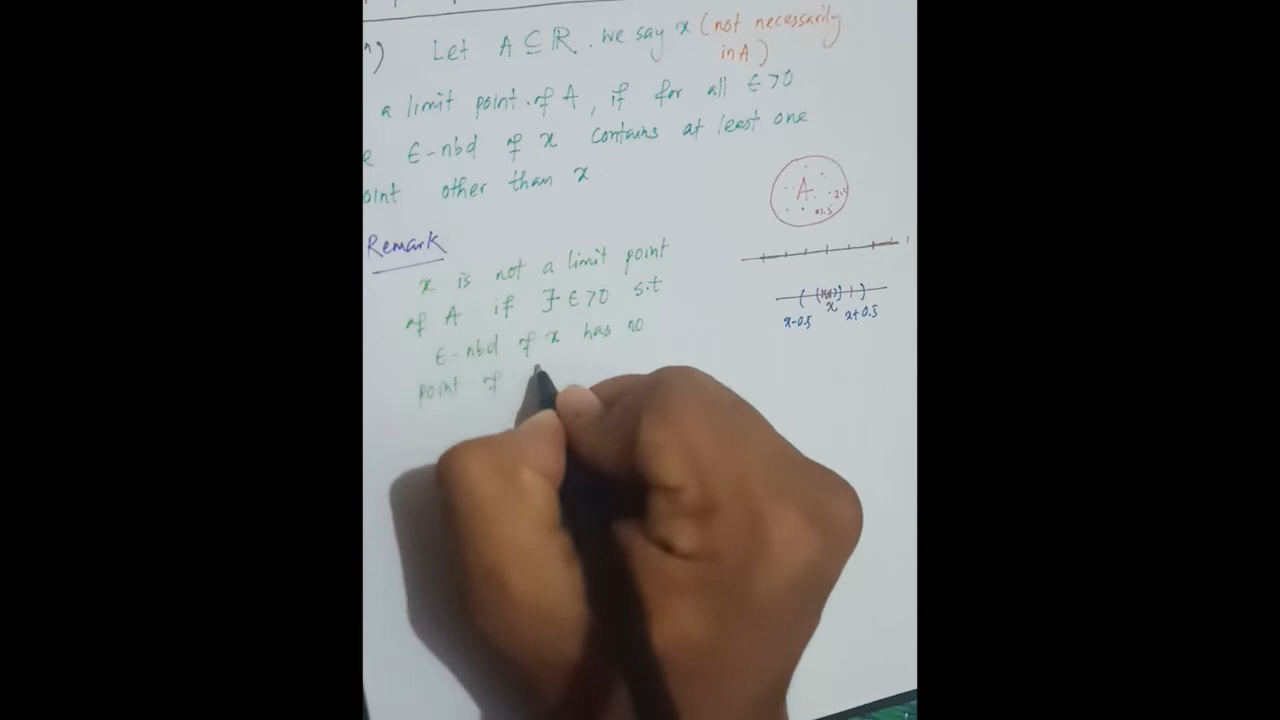 Let A ⊆ ℝ. we say x (not necessarily
in A)
a limit point of A, if for all ϵ>0
ϵ-nbd of x contains at least one
oint other than x
A
Remark
x is not a limit point
of A if ∃ ϵ>0 s.t
ϵ-nbd of x has no
point of
x
x-0.5 x+0.5